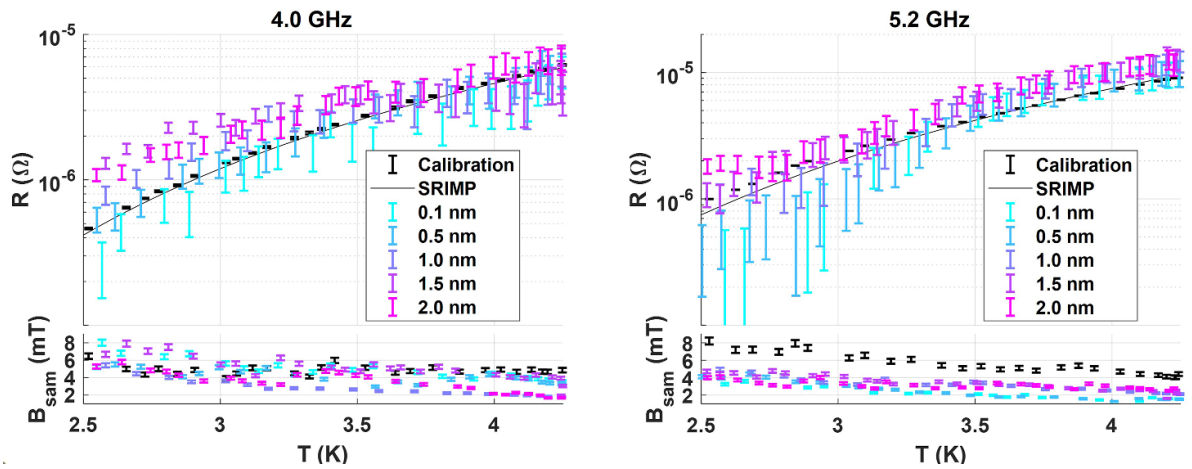 4.0 GHz
10^-5
10^-6
R (Ω)
Calibration
SRIMP
0.1 nm
0.5 nm
1.0 nm
1.5 nm
2.0 nm
8
6
4
2
B_sam (mT)
2.5 3 3.5 4
T (K)
5.2 GHz
10^-5
10^-6
R (Ω)
Calibration
SRIMP
0.1 nm
0.5 nm
1.0 nm
1.5 nm
2.0 nm
8
6
4
2
B_sam (mT)
2.5 3 3.5 4
T (K)